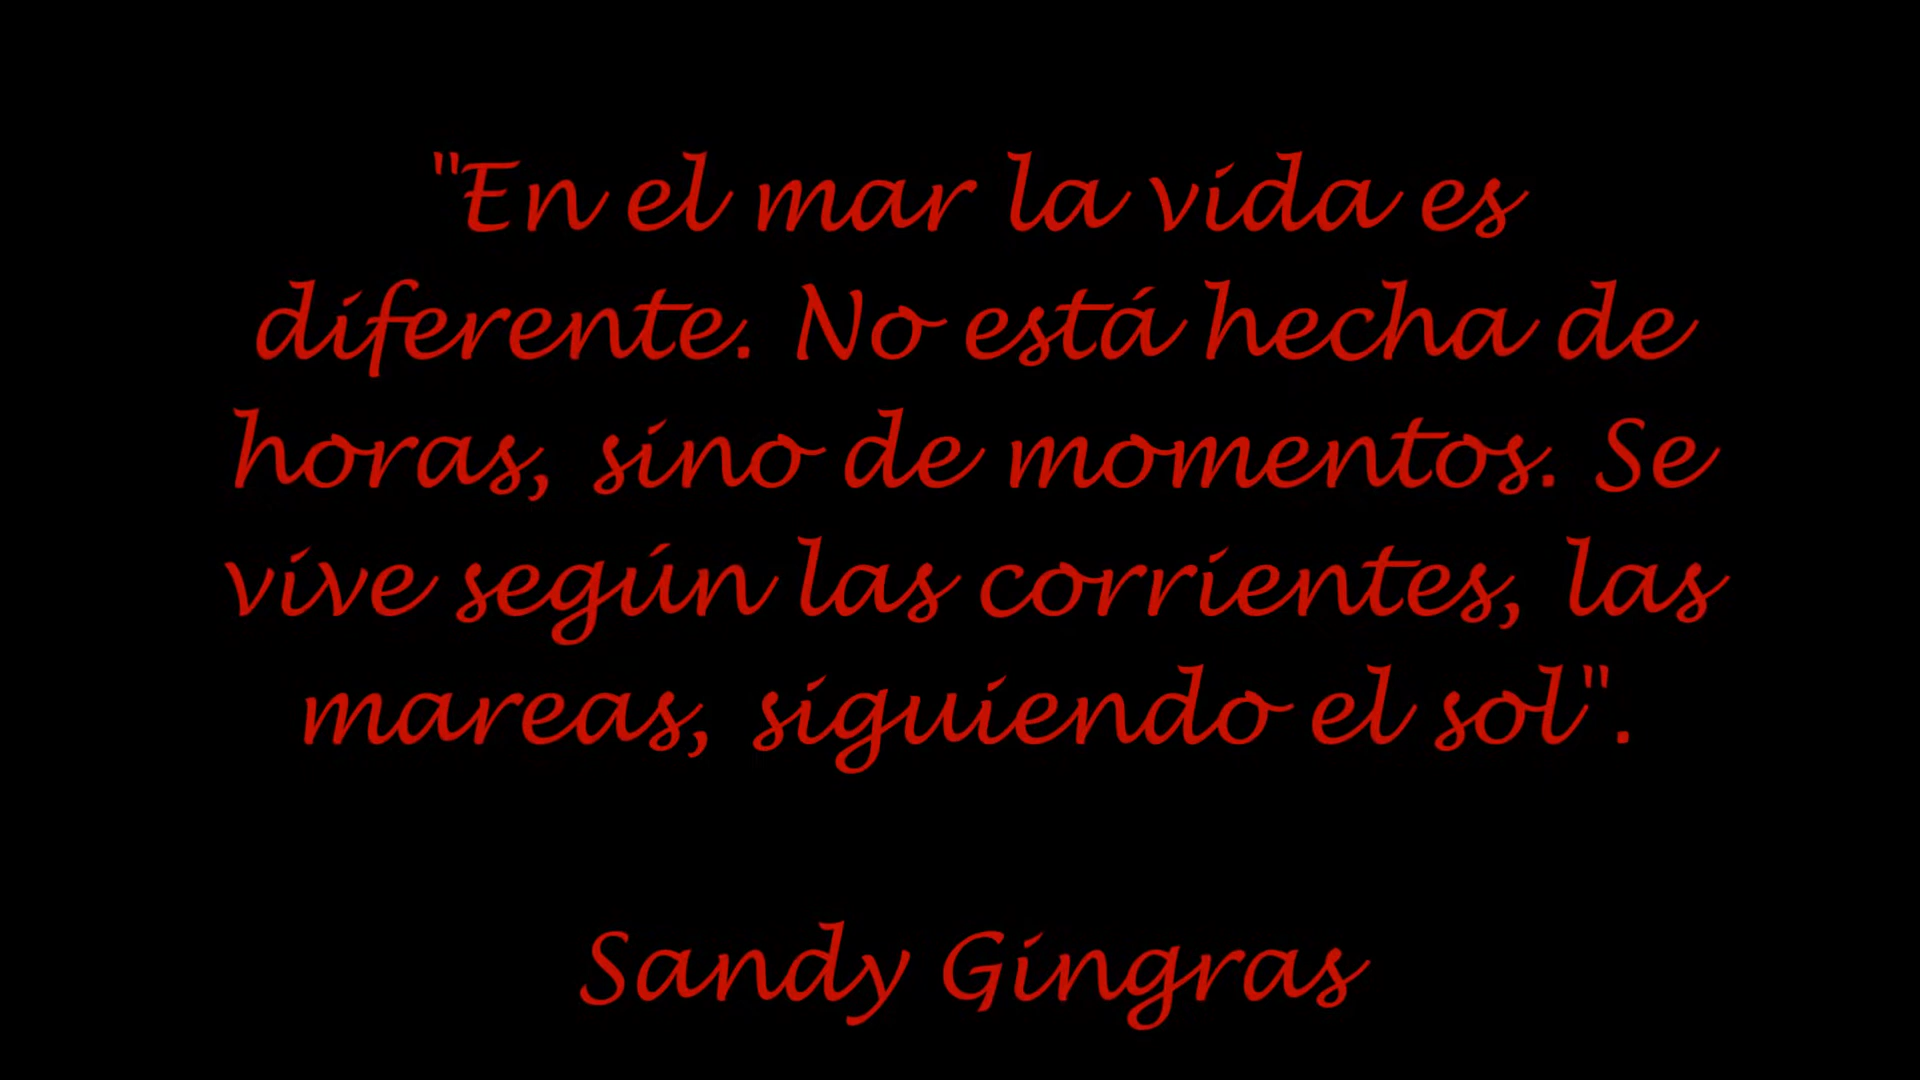 "En el mar la vida es
diferente. No está hecha de
horas, sino de momentos. Se
vive según las corrientes, las
mareas, siguiendo el sol".
Sandy Gingras